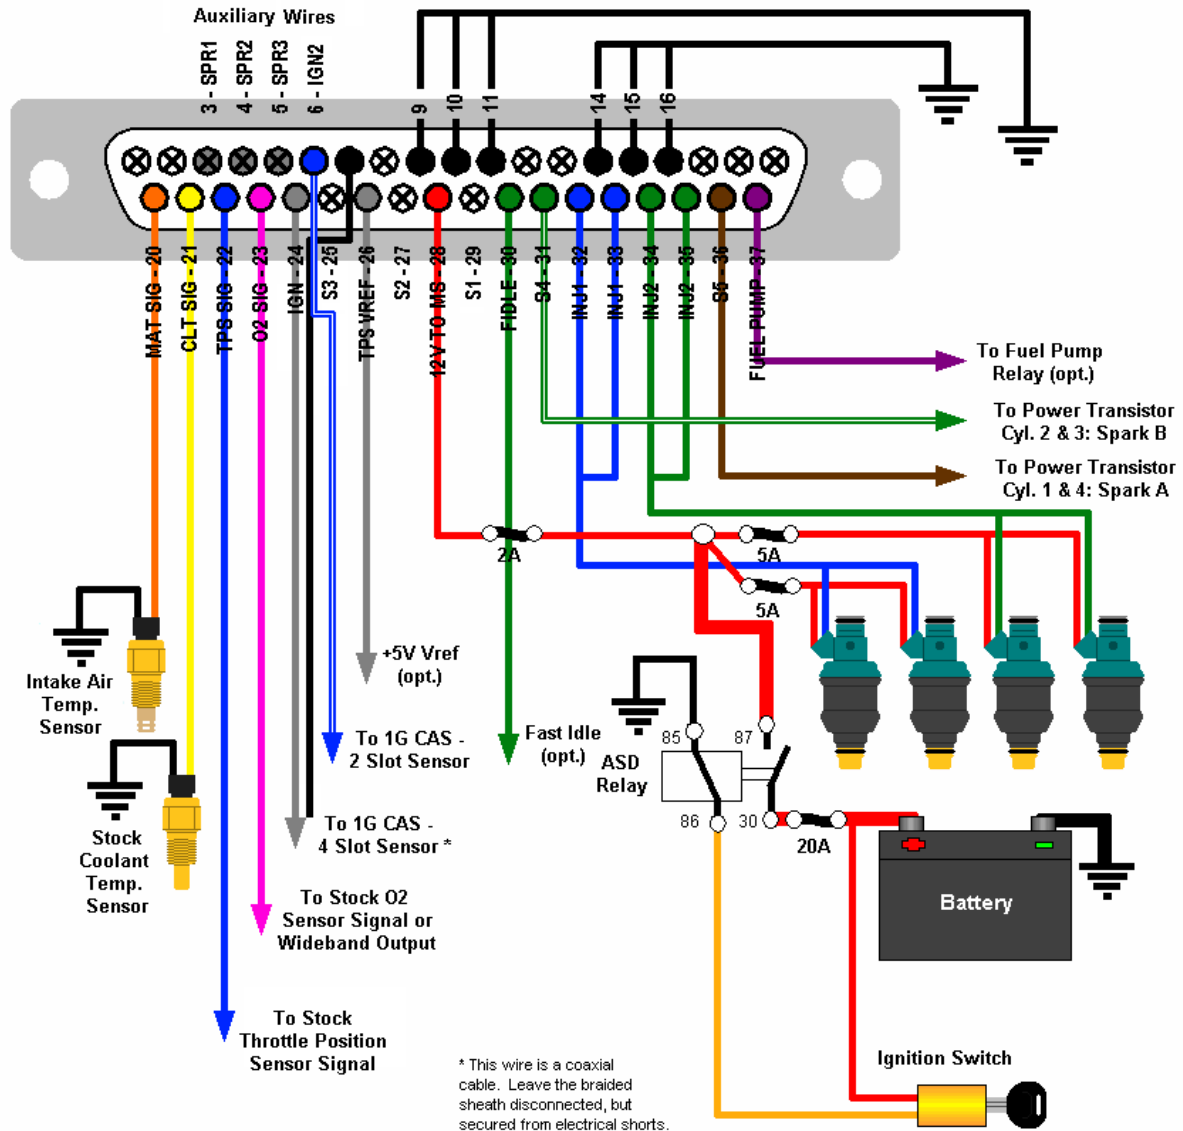 Auxiliary Wires
3 - SPR1
4 - SPR2
5 - SPR3
6 - IGN2
9
10
11
14
15
16
MAT SIG - 20
CLT SIG - 21
TPS SIG - 22
O2 SIG - 23
IGN - 24
S3 - 25
TPS VREF - 26
S2 - 27
12V TO MS - 28
S1 - 29
FIDLE - 30
S4 - 31
INJ1 - 32
INJ1 - 33
INJ2 - 34
INJ2 - 35
S5 - 36
FUEL PUMP - 37
To Fuel Pump
Relay (opt.)
To Power Transistor
Cyl. 2 & 3: Spark B
To Power Transistor
Cyl. 1 & 4: Spark A
2A
5A
5A
+5V Vref
(opt.)
Intake Air
Temp.
Sensor
To 1G CAS -
2 Slot Sensor
Fast Idle
(opt.)
85
87
ASD
Relay
86
30
20A
Stock
Coolant
Temp.
Sensor
To 1G CAS -
4 Slot Sensor *
To Stock O2
Sensor Signal or
Wideband Output
Battery
To Stock
Throttle Position
Sensor Signal
* This wire is a coaxial
cable. Leave the braided
sheath disconnected, but
secured from electrical shorts.
Ignition Switch